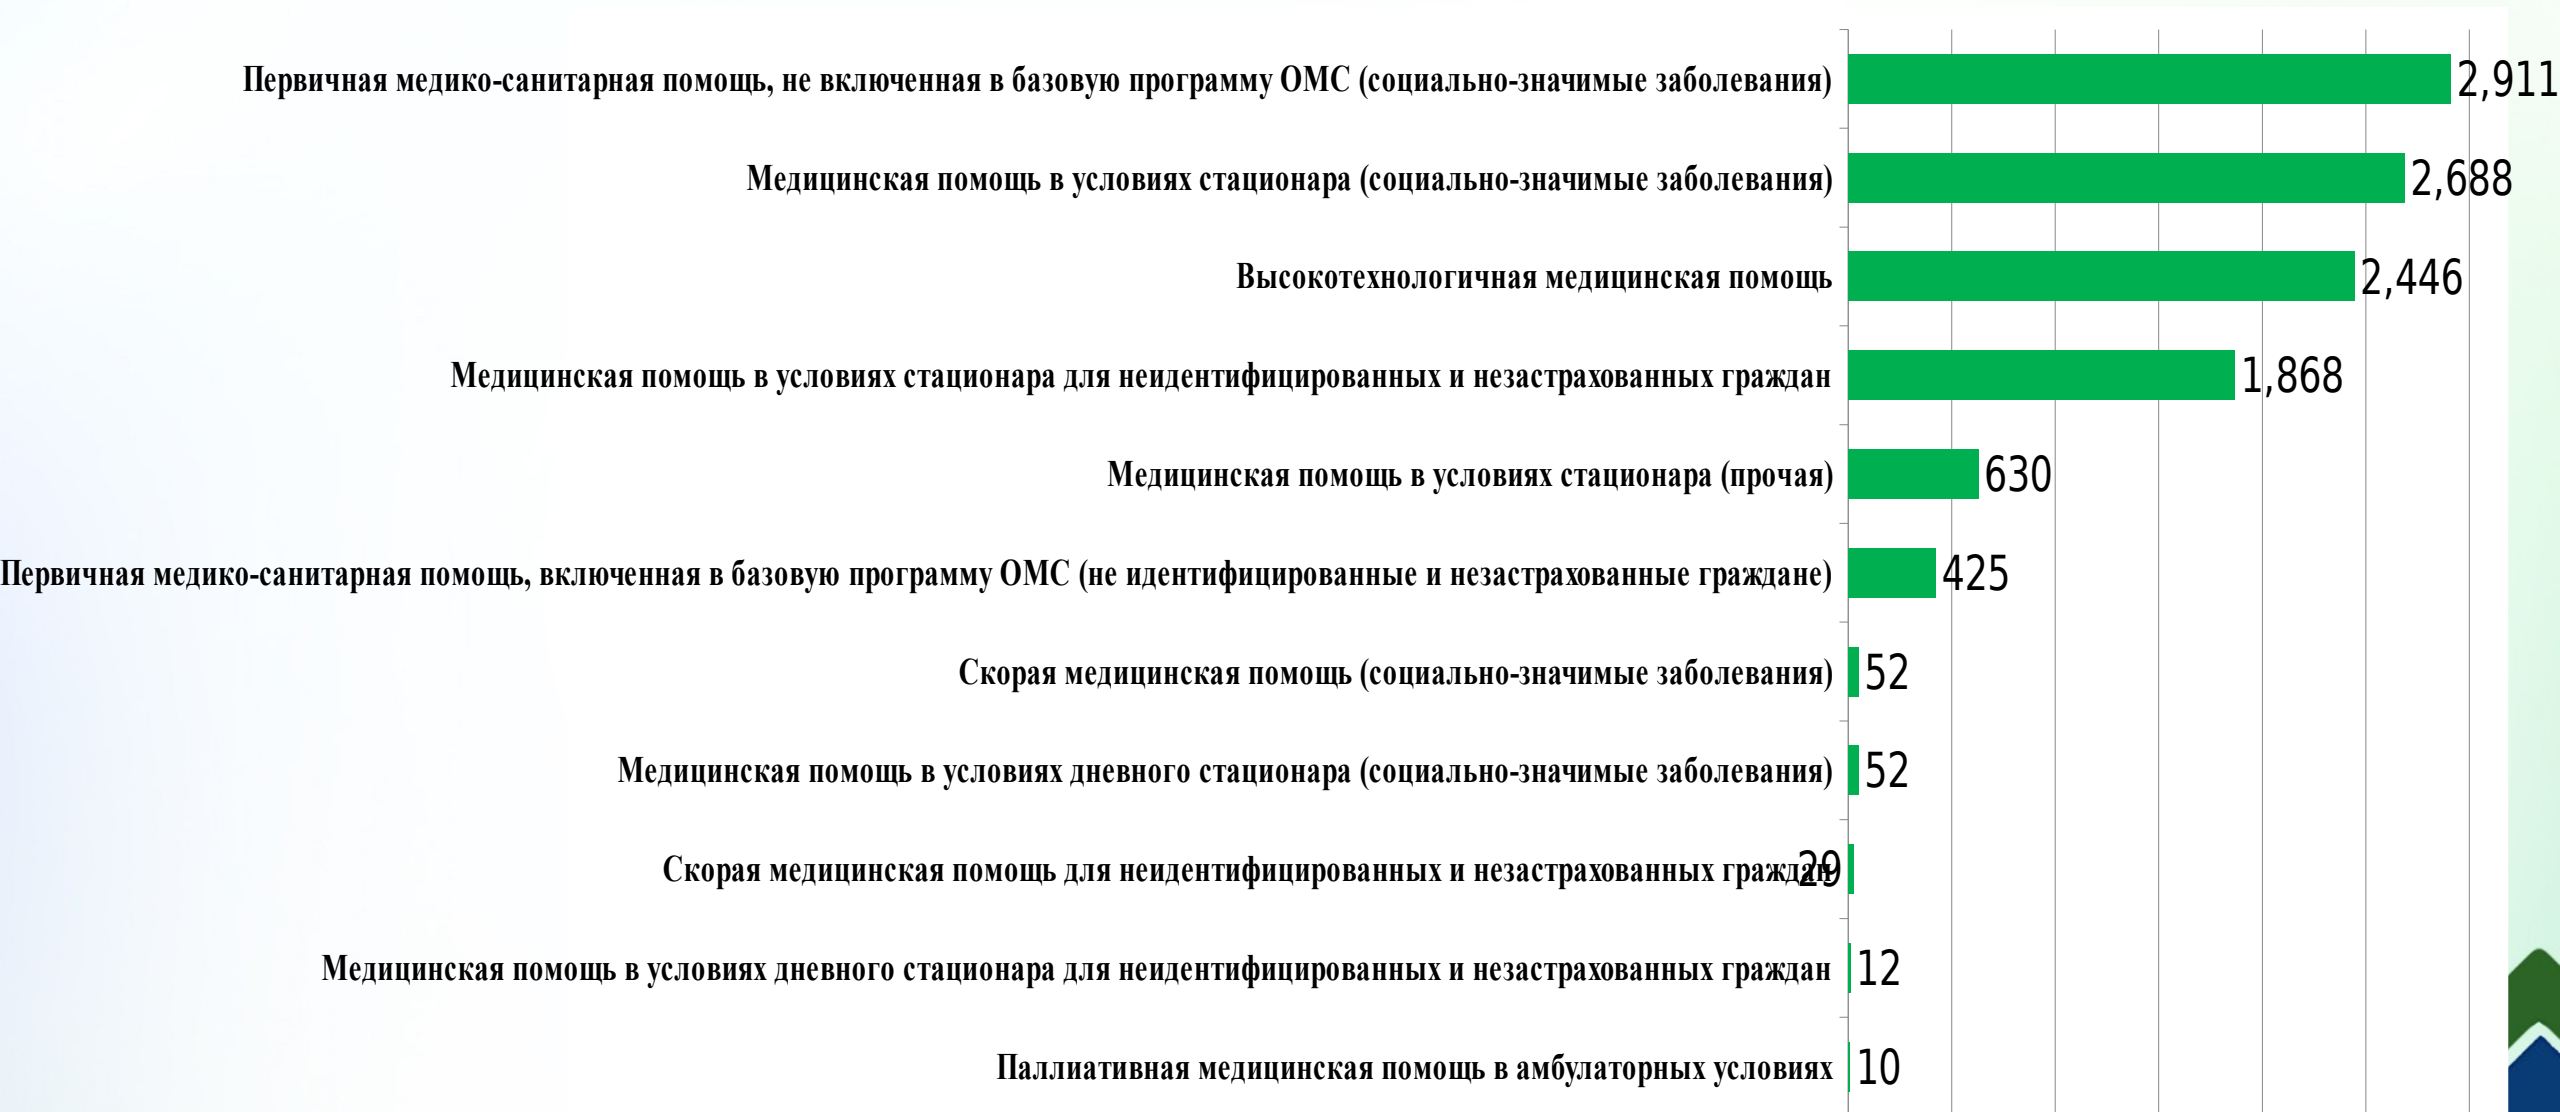 Первичная медико-санитарная помощь, не включенная в базовую программу ОМС (социально-значимые заболевания) 2,911
Медицинская помощь в условиях стационара (социально-значимые заболевания) 2,688
Высокотехнологичная медицинская помощь 2,446
Медицинская помощь в условиях стационара для неидентифицированных и незастрахованных граждан 1,868
Медицинская помощь в условиях стационара (прочая) 630
Первичная медико-санитарная помощь, включенная в базовую программу ОМС (не идентифицированные и незастрахованные граждане) 425
Скорая медицинская помощь (социально-значимые заболевания) 52
Медицинская помощь в условиях дневного стационара (социально-значимые заболевания) 52
Скорая медицинская помощь для неидентифицированных и незастрахованных граждан 29
Медицинская помощь в условиях дневного стационара для неидентифицированных и незастрахованных граждан 12
Паллиативная медицинская помощь в амбулаторных условиях 10